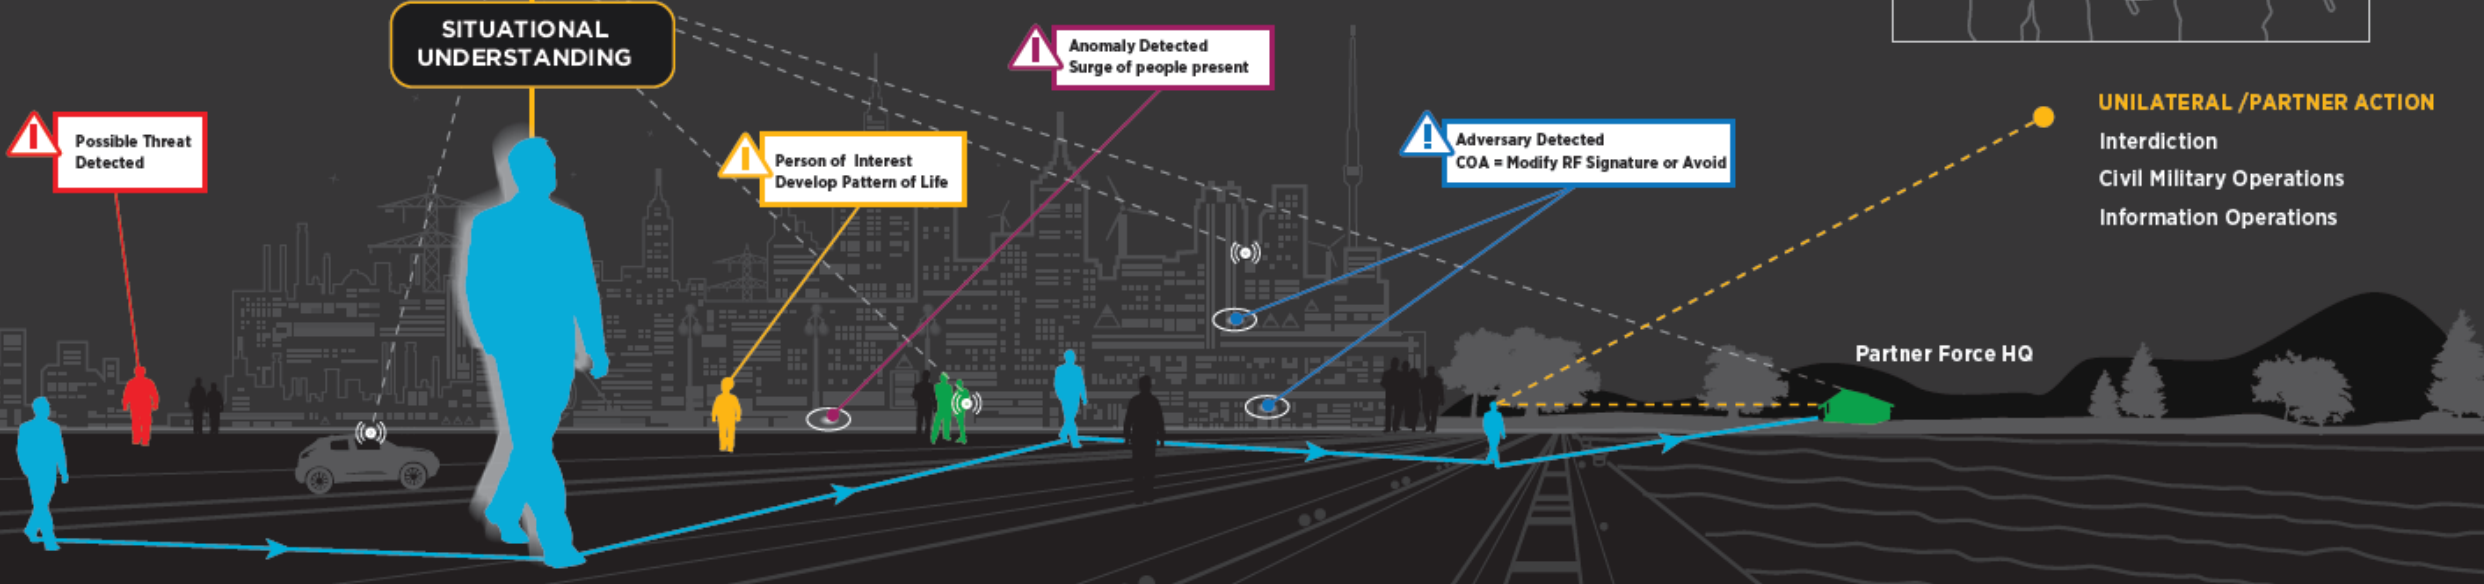 SITUATIONAL
UNDERSTANDING
Possible Threat
Detected
Person of Interest
Develop Pattern of Life
Anomaly Detected
Surge of people present
Adversary Detected
COA = Modify RF Signature or Avoid
UNILATERAL /PARTNER ACTION
Interdiction
Civil Military Operations
Information Operations
Partner Force HQ